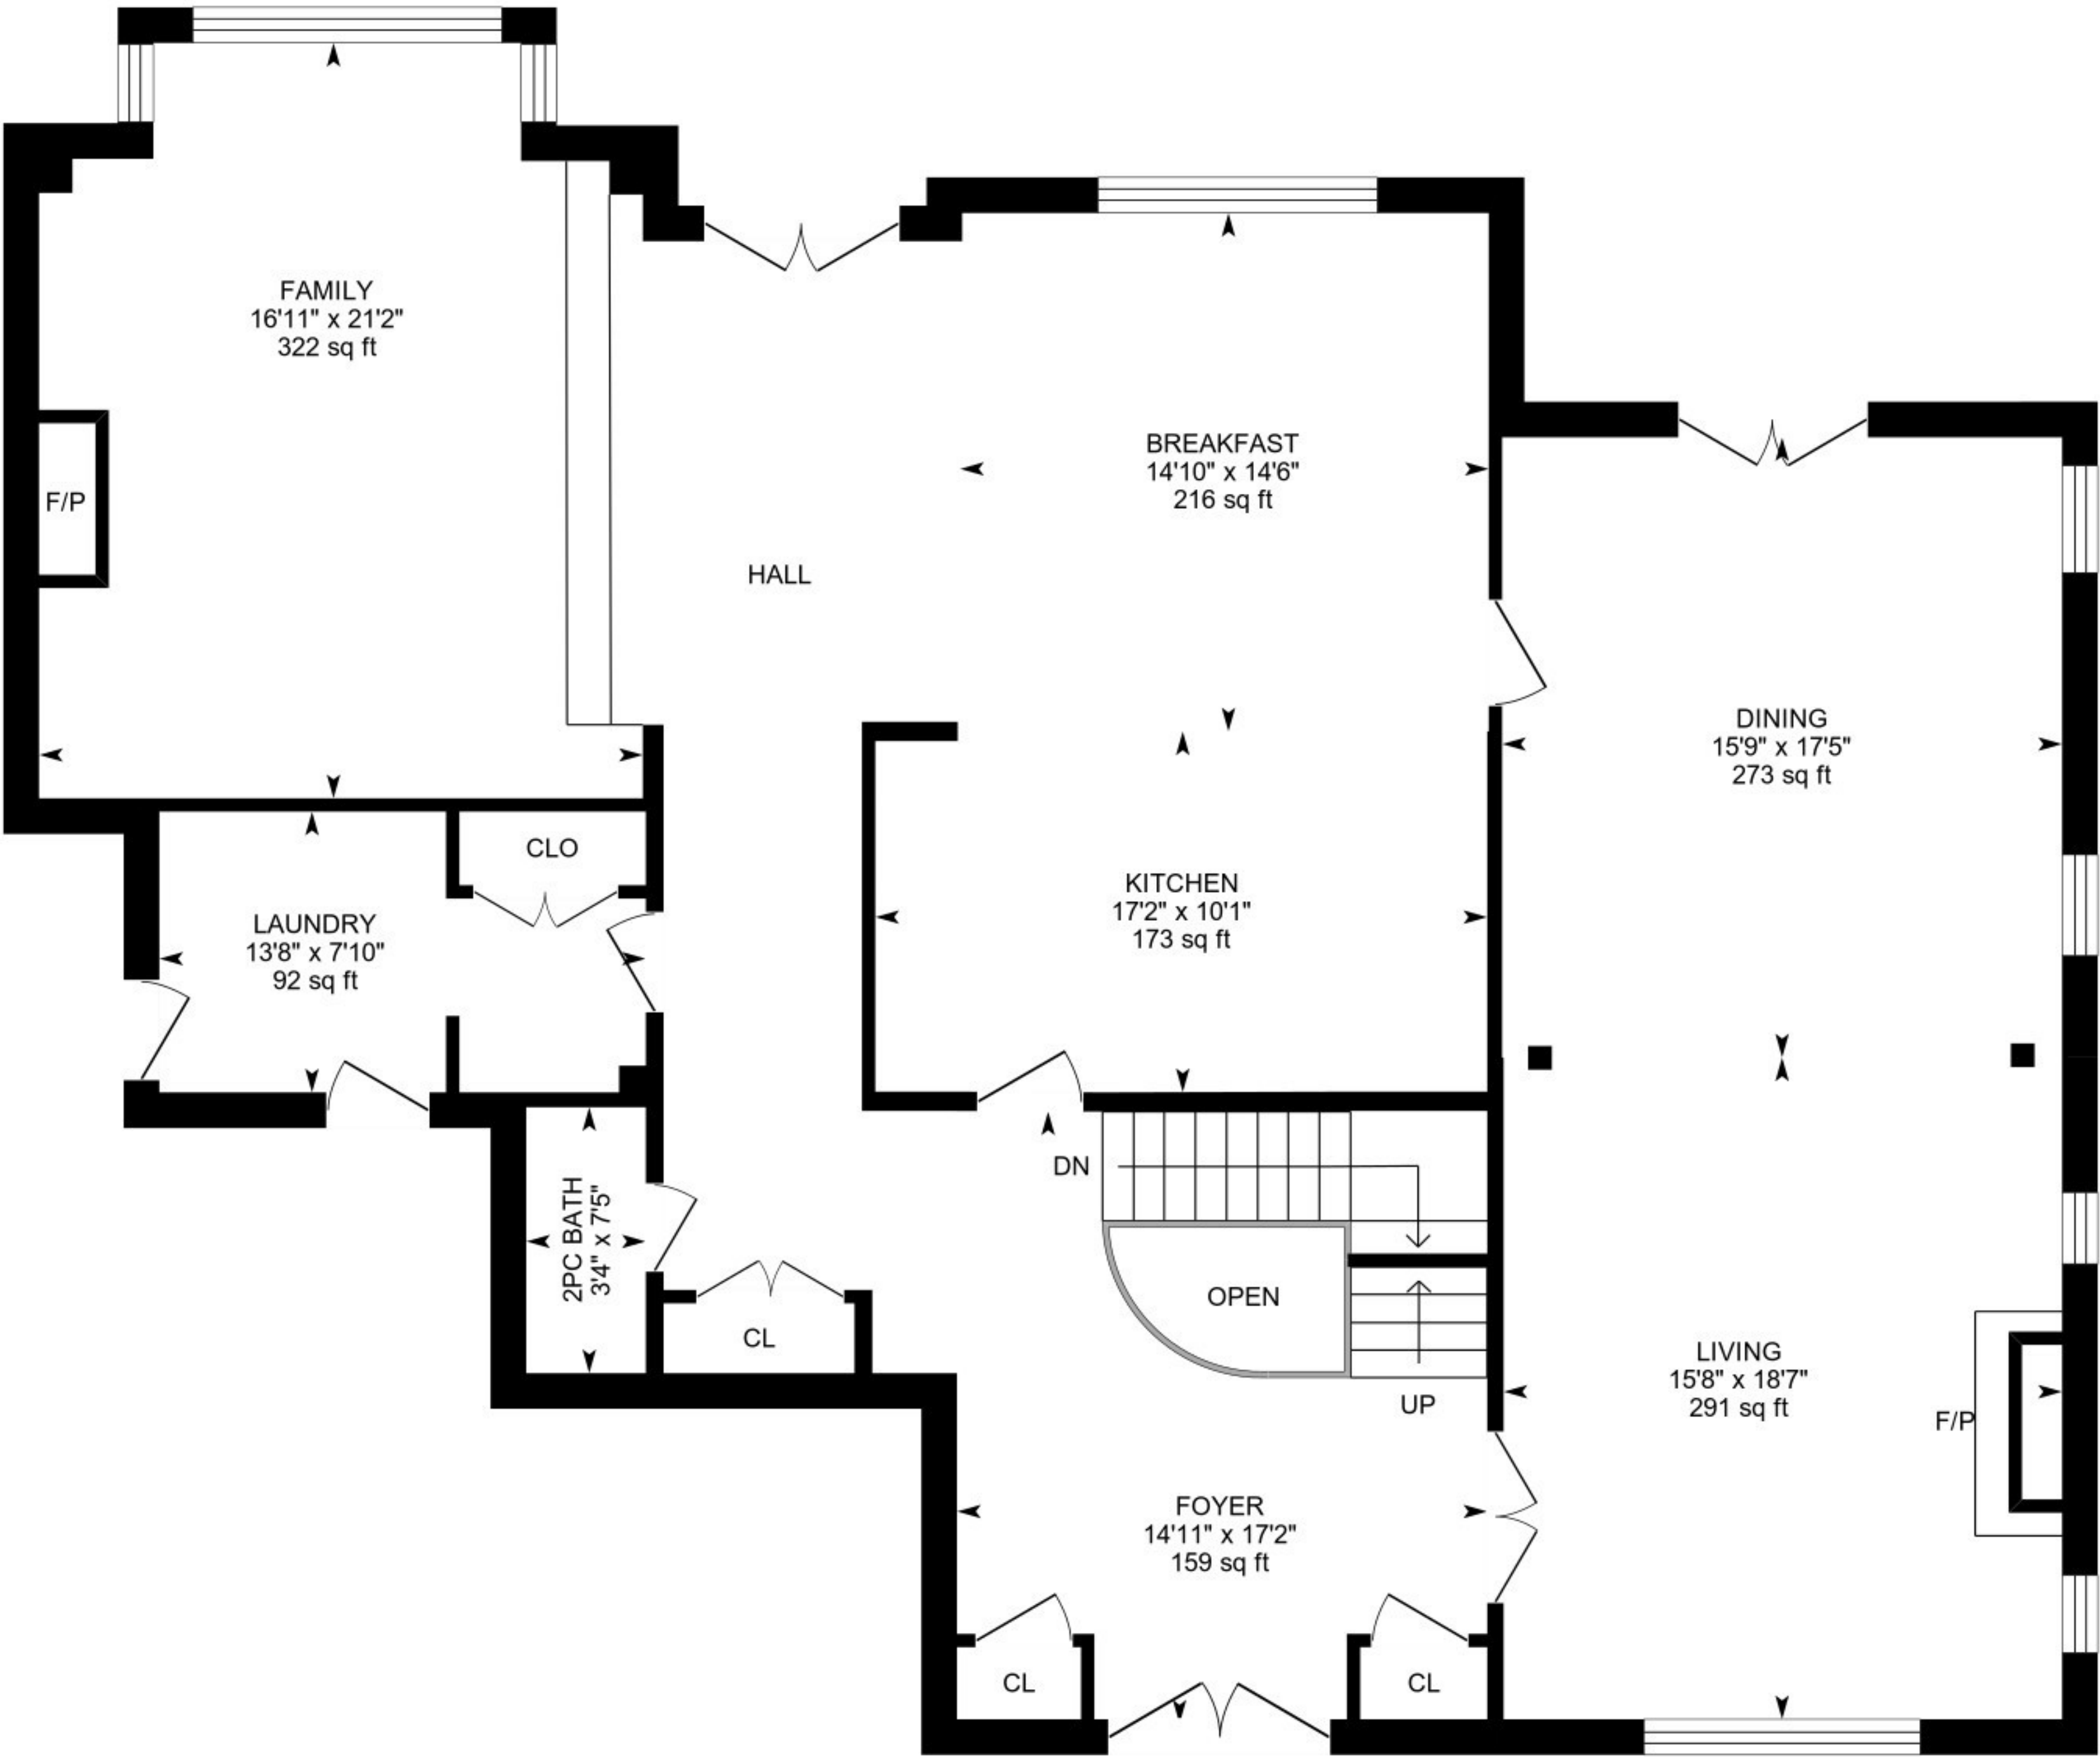 FAMILY
16'11" x 21'2"
322 sq ft
F/P
HALL
BREAKFAST
14'10" x 14'6"
216 sq ft
DINING
15'9" x 17'5"
273 sq ft
CLO
LAUNDRY
13'8" x 7'10"
92 sq ft
KITCHEN
17'2" x 10'1"
173 sq ft
2PC BATH
3'4" x 7'5"
DN
OPEN
CL
UP
LIVING
15'8" x 18'7"
291 sq ft
F/P
FOYER
14'11" x 17'2"
159 sq ft
CL
CL